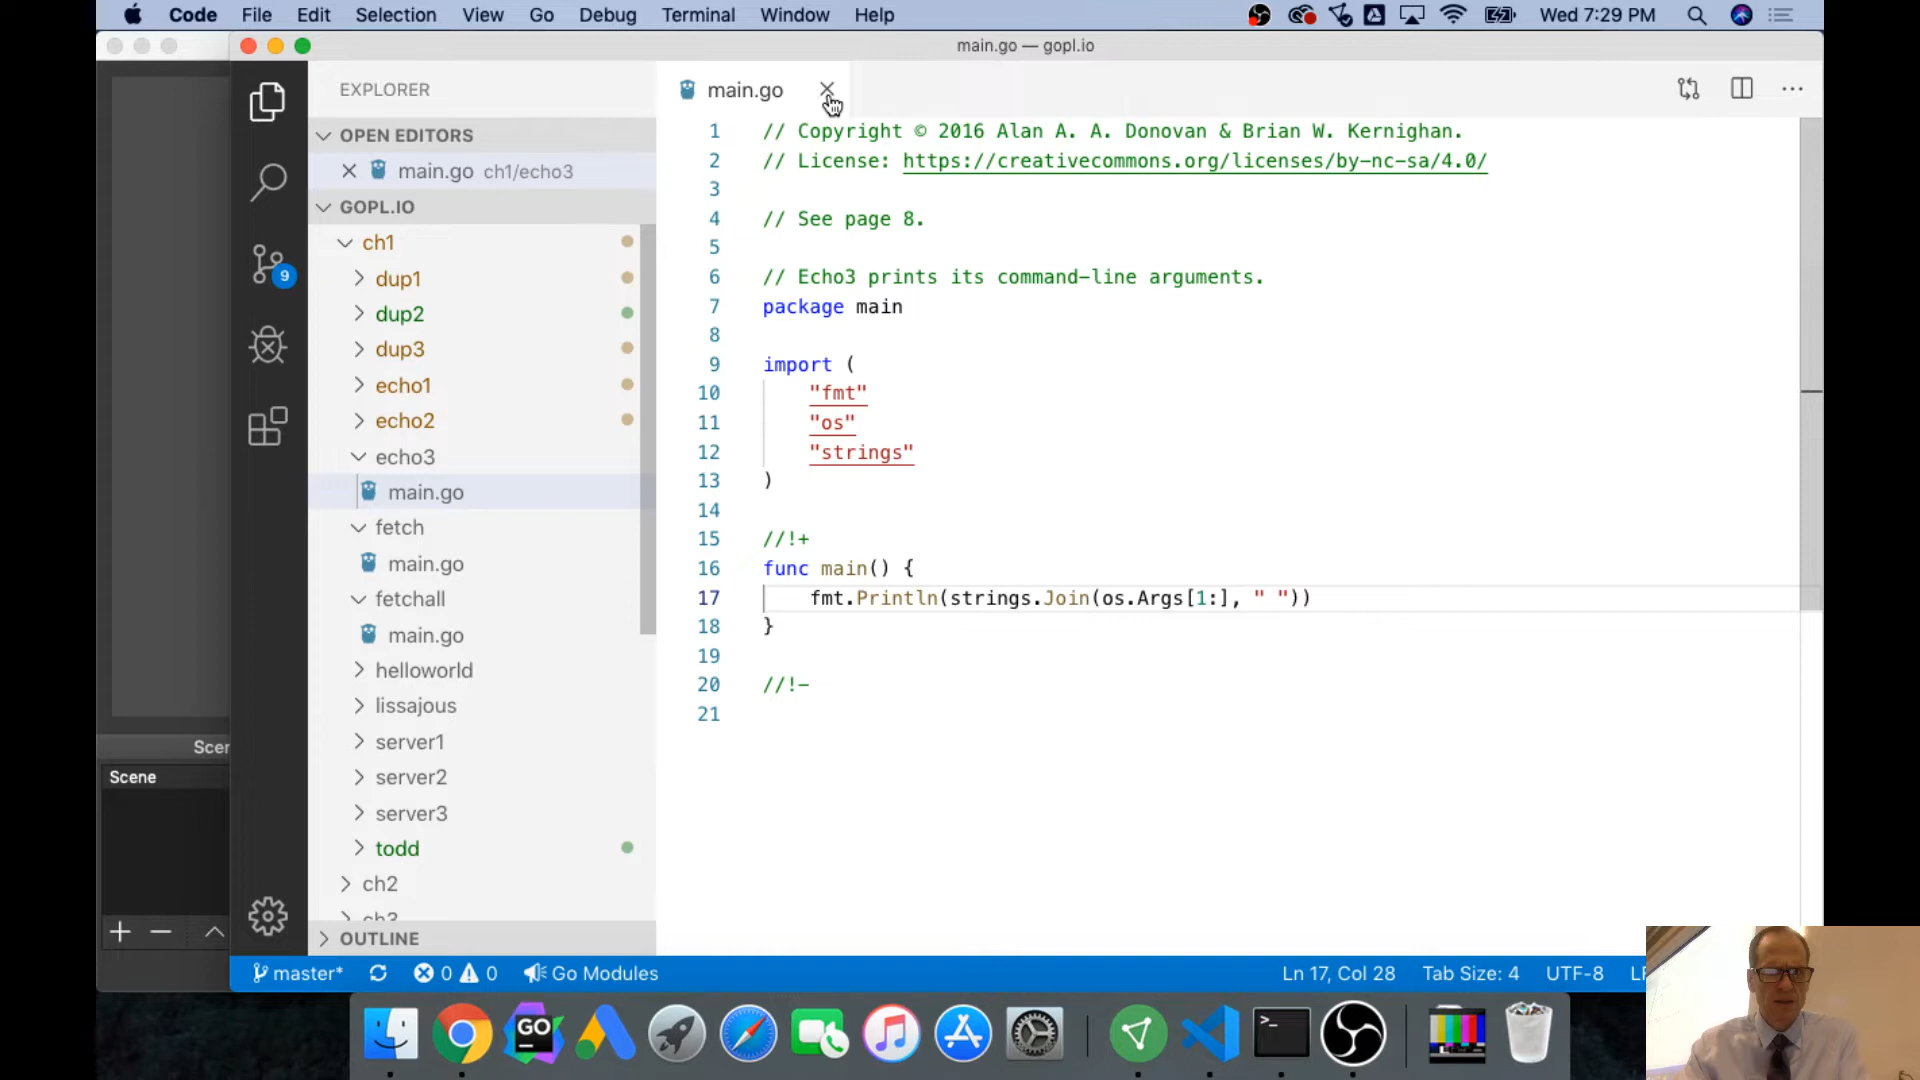 Code File Edit Selection View Go Debug Terminal Window Help Wed 7:29 PM
main.go — gopl.io
EXPLORER
OPEN EDITORS
main.go ch1/echo3
GOPL.IO
ch1
dup1
dup2
dup3
echo1
echo2
echo3
main.go
fetch
main.go
fetchall
main.go
helloworld
lissajous
server1
server2
server3
todd
ch2
ch3
OUTLINE
9
main.go
1 // Copyright © 2016 Alan A. A. Donovan & Brian W. Kernighan.
2 // License: https://creativecommons.org/licenses/by-nc-sa/4.0/
3
4 // See page 8.
5
6 // Echo3 prints its command-line arguments.
7 package main
8
9 import (
10 "fmt"
11 "os"
12 "strings"
13 )
14
15 //!+
16 func main() {
17 fmt.Println(strings.Join(os.Args[1:], " "))
18 }
19
20 //!-
21
Scer
Scene
master* 0 0 Go Modules Ln 17, Col 28 Tab Size: 4 UTF-8 LF
GO
>_